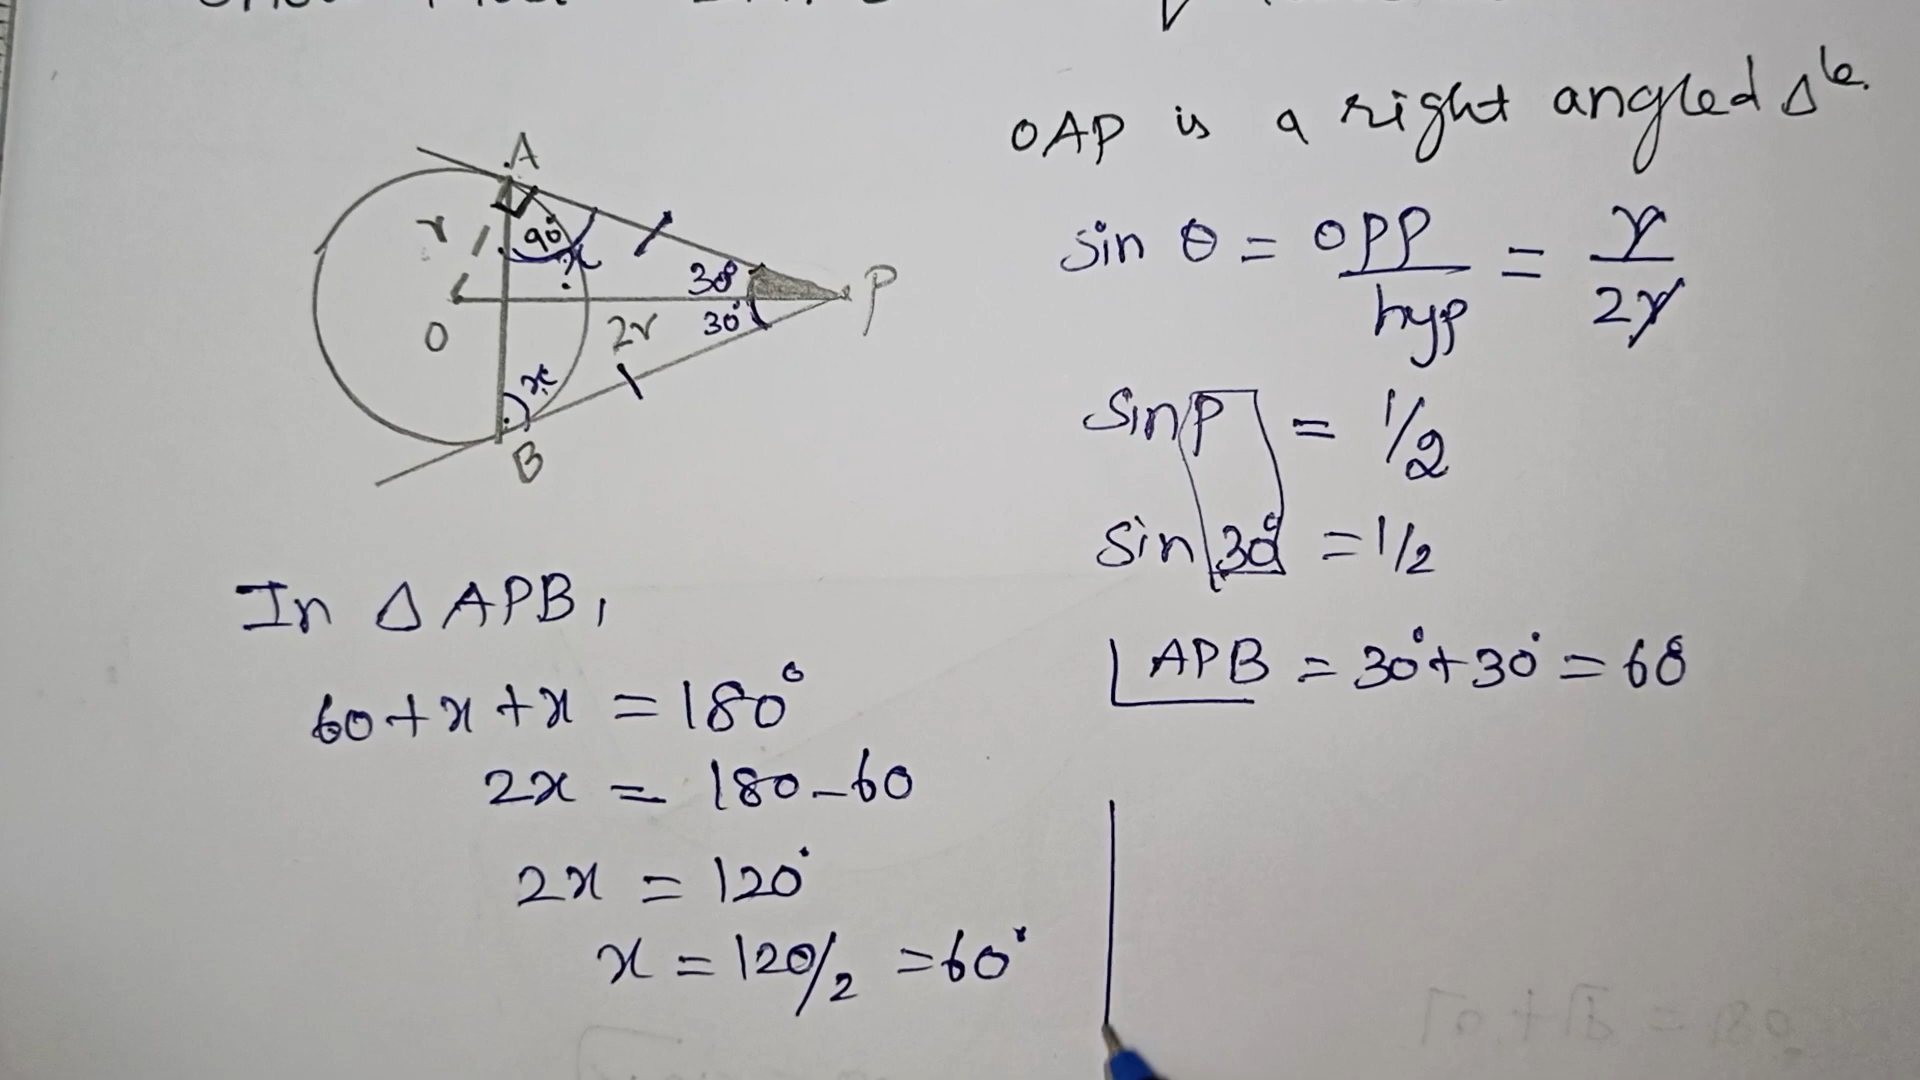 OAP is a right angled Δle.
sin θ = opp/hyp = r/2r
Sin P = 1/2
Sin 30° = 1/2
∠APB = 30° + 30° = 60°
A
r
90°
x
30°
P
30°
2r
O
x
B
In Δ APB,
60 + x + x = 180°
2x = 180 - 60
2x = 120°
x = 120/2 = 60°